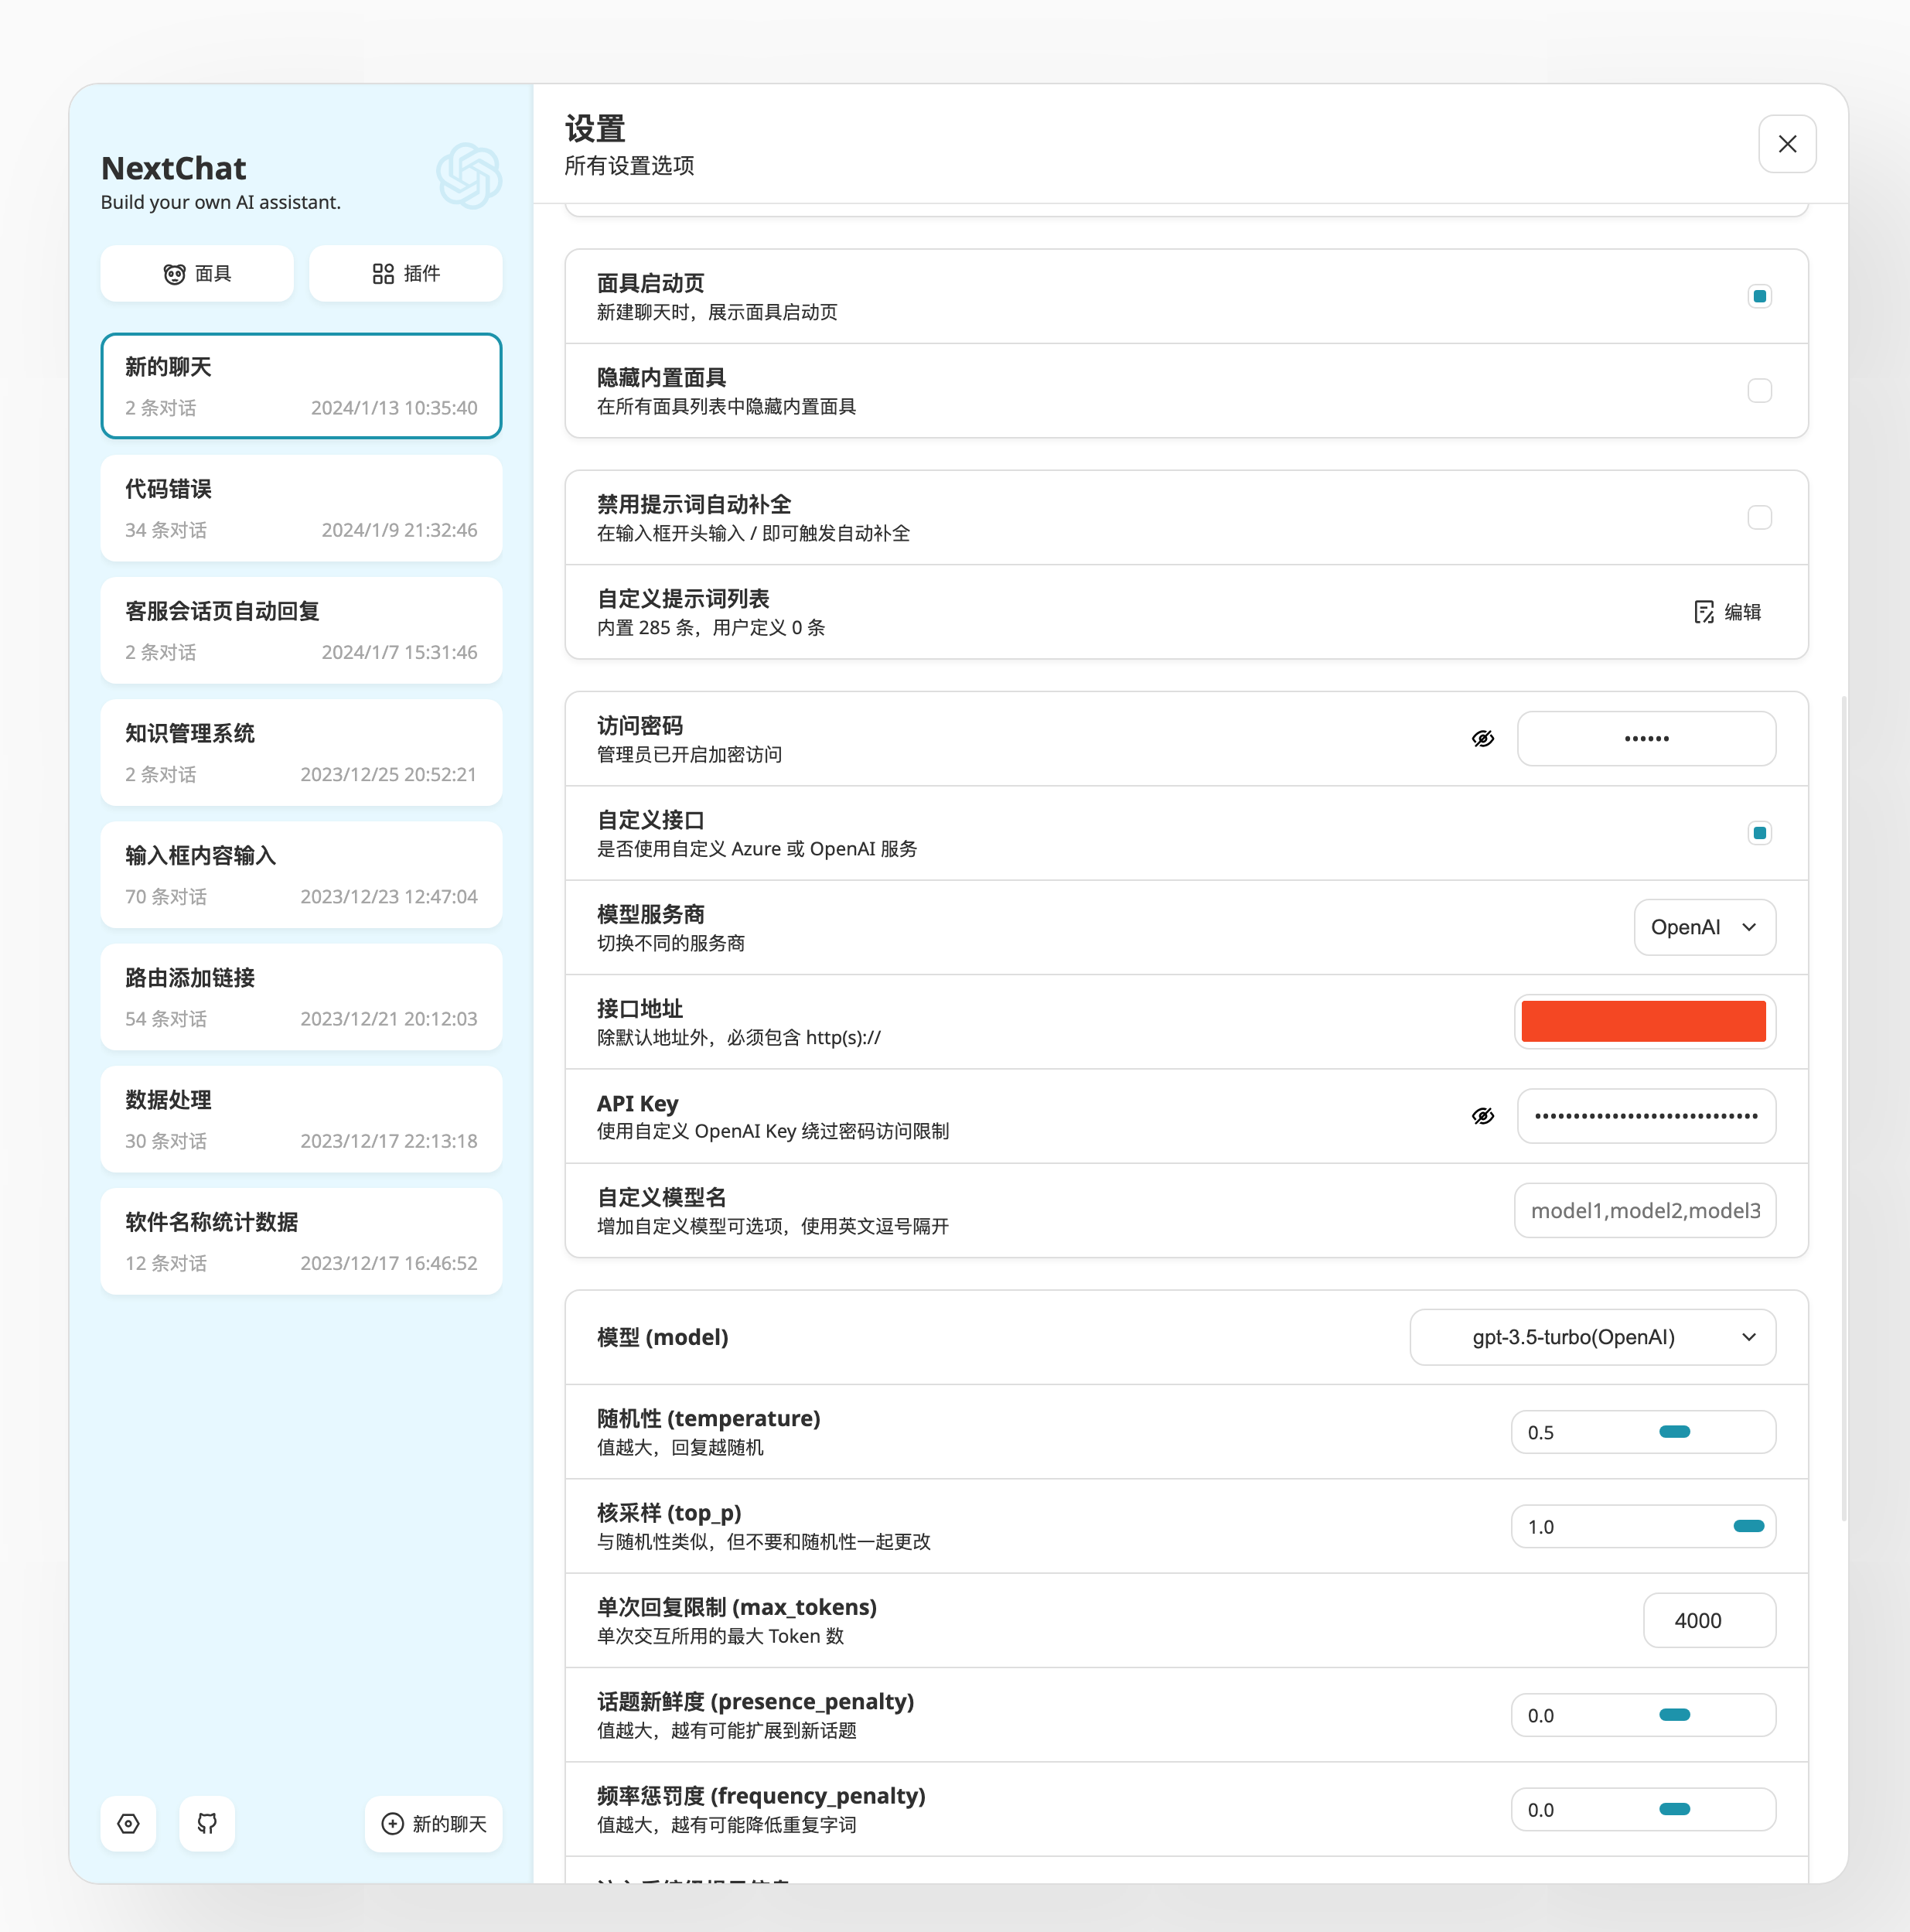 NextChat
Build your own AI assistant.
面具
插件
新的聊天
2 条对话 2024/1/13 10:35:40
代码错误
34 条对话 2024/1/9 21:32:46
客服会话页自动回复
2 条对话 2024/1/7 15:31:46
知识管理系统
2 条对话 2023/12/25 20:52:21
输入框内容输入
70 条对话 2023/12/23 12:47:04
路由添加链接
54 条对话 2023/12/21 20:12:03
数据处理
30 条对话 2023/12/17 22:13:18
软件名称统计数据
12 条对话 2023/12/17 16:46:52
新的聊天
设置
所有设置选项
面具启动页
新建聊天时，展示面具启动页
隐藏内置面具
在所有面具列表中隐藏内置面具
禁用提示词自动补全
在输入框开头输入 / 即可触发自动补全
自定义提示词列表
内置 285 条，用户定义 0 条
编辑
访问密码
管理员已开启加密访问
自定义接口
是否使用自定义 Azure 或 OpenAI 服务
模型服务商
切换不同的服务商
OpenAI
接口地址
除默认地址外，必须包含 http(s)://
API Key
使用自定义 OpenAI Key 绕过密码访问限制
自定义模型名
增加自定义模型可选项，使用英文逗号隔开
model1,model2,model3
模型 (model)
gpt-3.5-turbo(OpenAI)
随机性 (temperature)
值越大，回复越随机
0.5
核采样 (top_p)
与随机性类似，但不要和随机性一起更改
1.0
单次回复限制 (max_tokens)
单次交互所用的最大 Token 数
4000
话题新鲜度 (presence_penalty)
值越大，越有可能扩展到新话题
0.0
频率惩罚度 (frequency_penalty)
值越大，越有可能降低重复字词
0.0